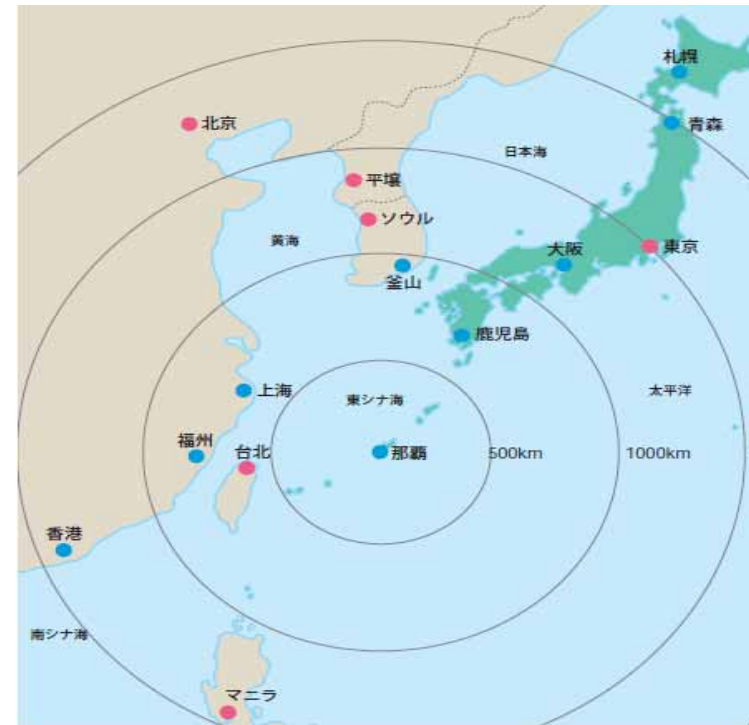 札幌
北京
青森
日本海
平壌
ソウル
黄海
大阪
東京
釜山
鹿児島
上海
東シナ海
太平洋
福州
台北
那覇
500km
1000km
香港
南シナ海
マニラ